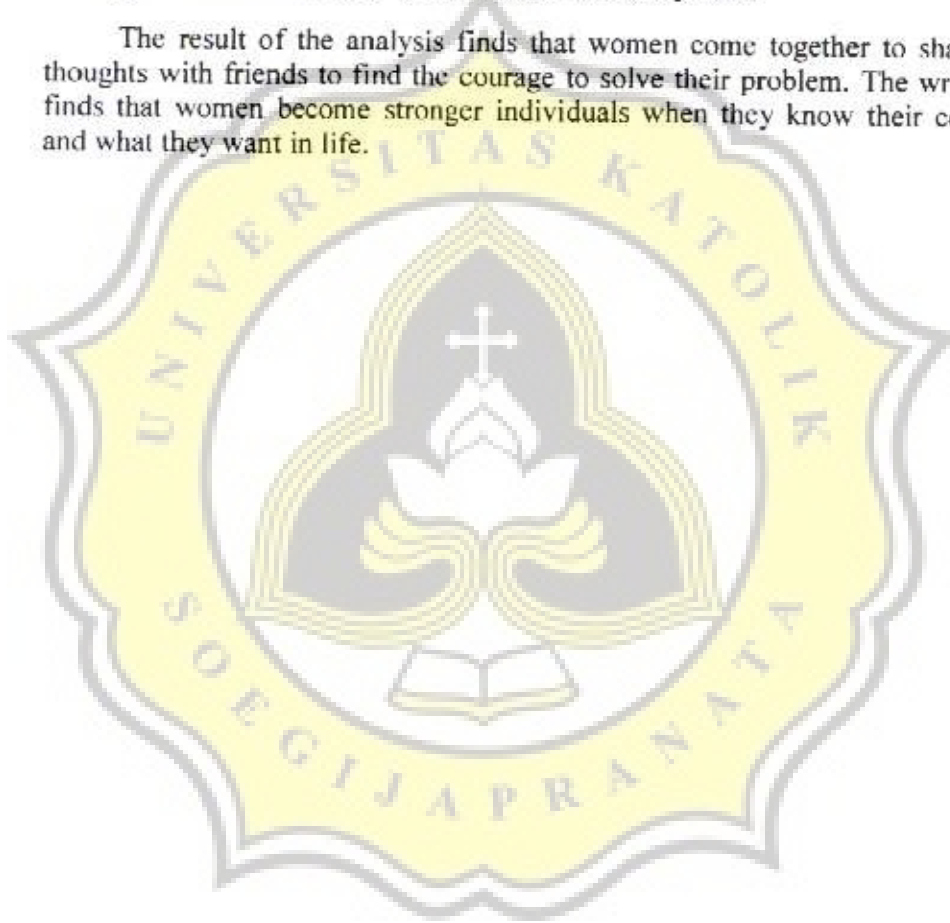 The result of the analysis finds that women come together to
thoughts with friends to find the courage to solve their problem. The
finds that women become stronger individuals when they know their
and what they want in life.
UNIVERSITAS KATOLIK
SOEGIJAPRANATA